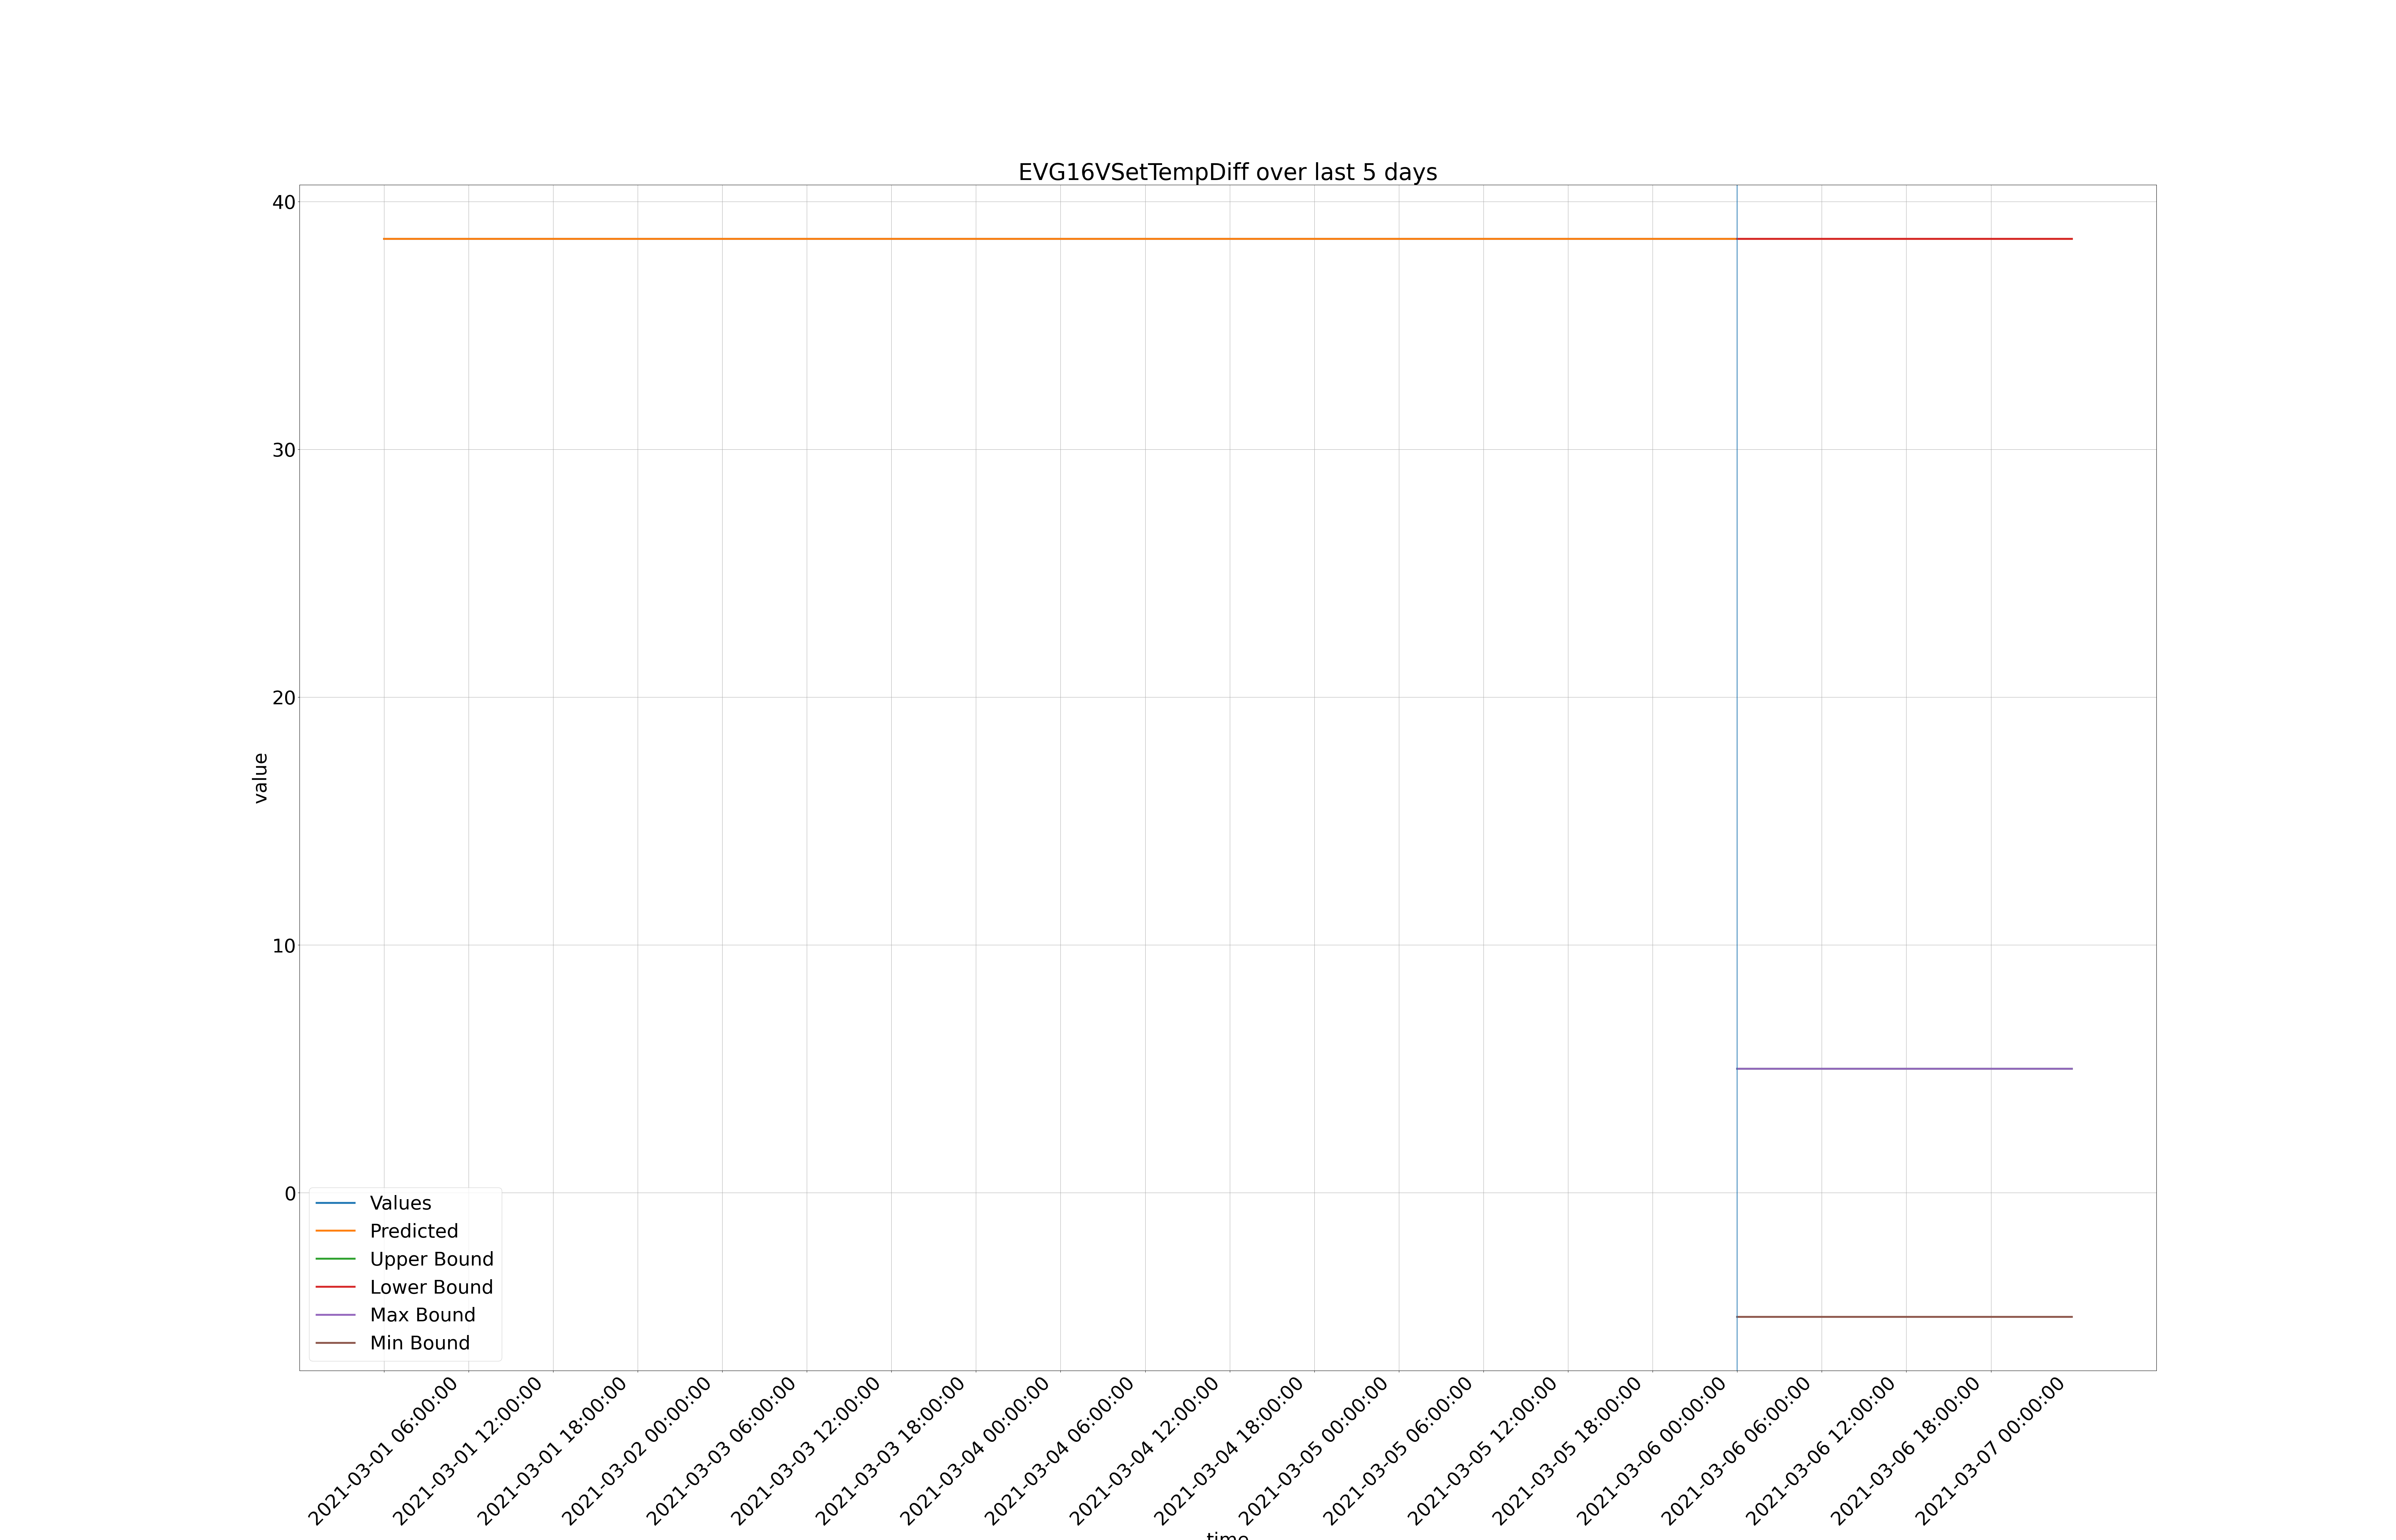 EVG16VSetTempDiff over last 5 days
40
30
20
10
0
value
Values
Predicted
Upper Bound
Lower Bound
Max Bound
Min Bound
2021-03-01 06:00:00
2021-03-01 12:00:00
2021-03-01 18:00:00
2021-03-02 00:00:00
2021-03-03 06:00:00
2021-03-03 12:00:00
2021-03-03 18:00:00
2021-03-04 00:00:00
2021-03-04 06:00:00
2021-03-04 12:00:00
2021-03-04 18:00:00
2021-03-05 00:00:00
2021-03-05 06:00:00
2021-03-05 12:00:00
2021-03-05 18:00:00
2021-03-06 00:00:00
2021-03-06 06:00:00
2021-03-06 12:00:00
2021-03-06 18:00:00
2021-03-07 00:00:00
time